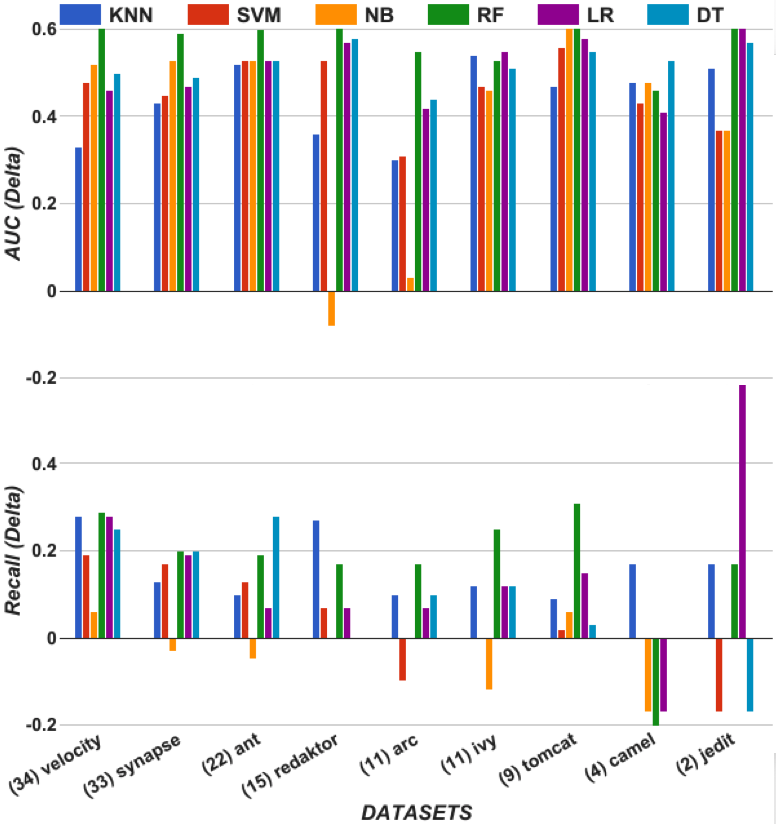 KNN SVM NB RF LR DT
0.6
0.4
0.2
0
-0.2
AUC (Delta)
0.4
0.2
0
-0.2
Recall (Delta)
(34) velocity
(33) synapse
(22) ant
(15) redaktor
(11) arc
(11) ivy
(9) tomcat
(4) camel
(2) jedit
DATASETS